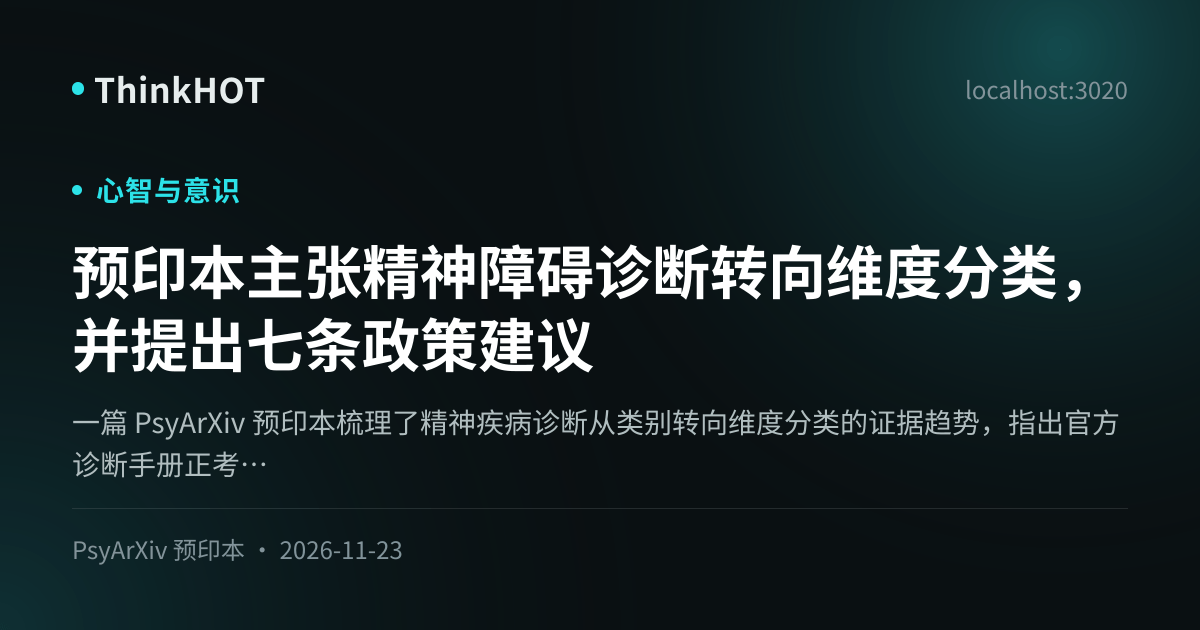 ThinkHOT
localhost:3020
心智与意识
预印本主张精神障碍诊断转向维度分类，
并提出七条政策建议
一篇 PsyArXiv 预印本梳理了精神疾病诊断从类别转向维度分类的证据趋势，指出官方
诊断手册正考…
PsyArXiv 预印本 · 2026-11-23